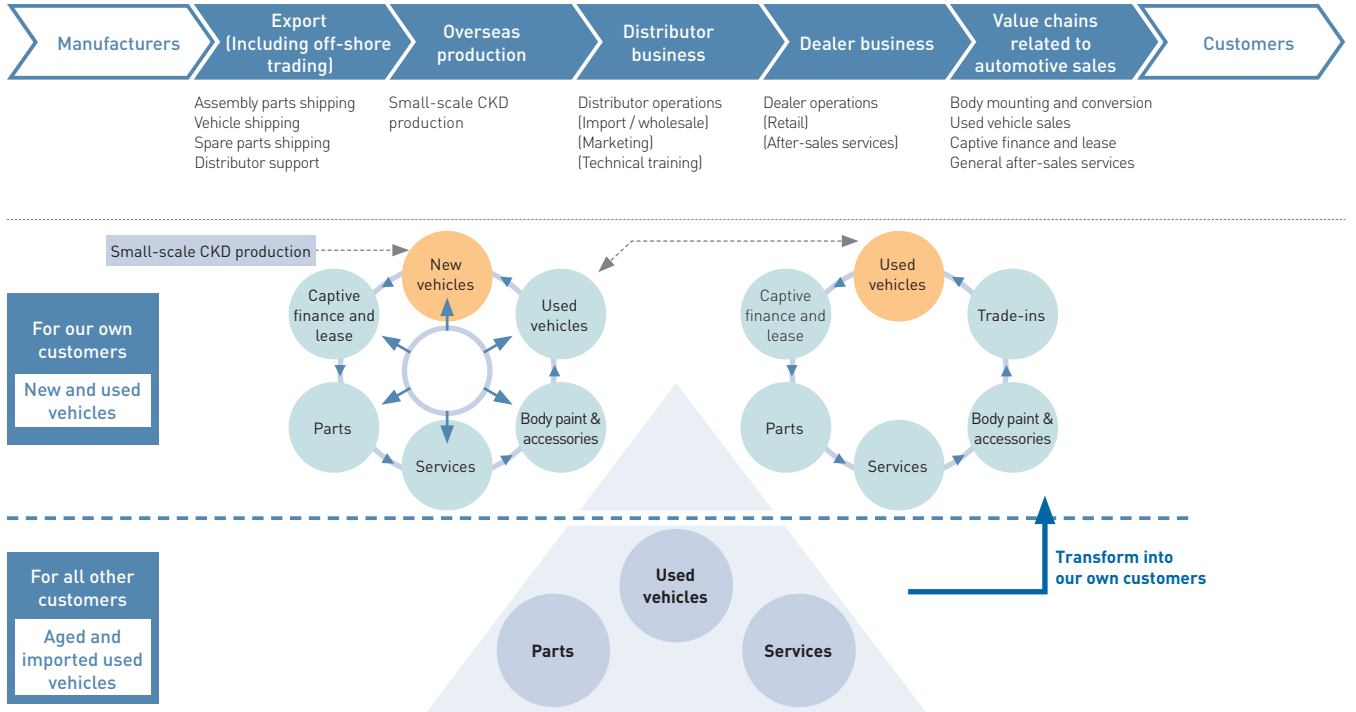 Manufacturers
Export
(Including off-shore
trading)
Overseas
production
Distributor
business
Dealer business
Value chains
related to
automotive sales
Customers
Assembly parts shipping
Vehicle shipping
Spare parts shipping
Distributor support
Small-scale CKD
production
Distributor operations
(Import / wholesale)
(Marketing)
(Technical training)
Dealer operations
(Retail)
(After-sales services)
Body mounting and conversion
Used vehicle sales
Captive finance and lease
General after-sales services
For our own
customers
New and used
vehicles
Small-scale CKD production
New
vehicles
Captive
finance and
lease
Used
vehicles
Parts
Body paint &
accessories
Services
Used
vehicles
Captive
finance and
lease
Trade-ins
Parts
Body paint &
accessories
Services
For all other
customers
Aged and
imported used
vehicles
Used
vehicles
Parts
Services
Transform into
our own customers